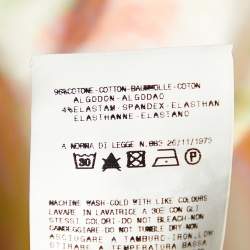 96%COTONE-COTTON-BAUMWOLLE-COTON
ALGODON-ALGODAO
4%ELASTAM-SPANDEX-ELASTHAN
ELASTHANNE-ELASTANO
A NORMA DI LEGGE N.883 26/11/1973
30 P
MACHINE WASH-COLD WITH LIKE COLOURS
LAVARE IN LAVATRICE A 30E CON GLI
STESSI COLORI-DO NOT BLEACH-NON
CANDEGGIARE-DO NOT TUMBLE DRY-NON
ASCIUGARE A TAMBURO-IRON LOW
STIRARE A TEMPERATURA BASSA